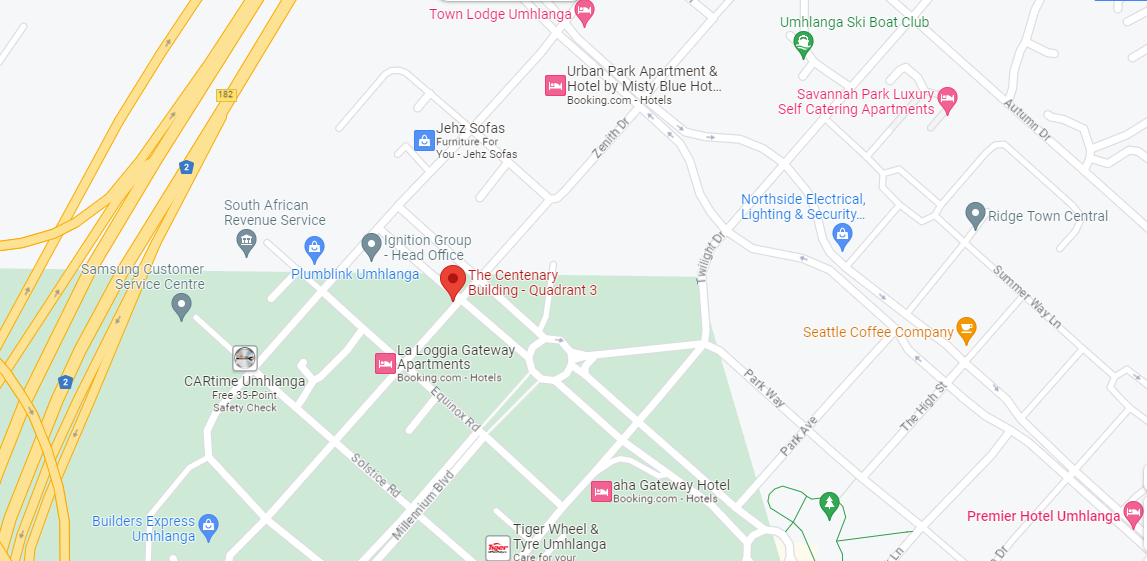 Town Lodge Umhlanga
Umhlanga Ski Boat Club
Urban Park Apartment &
Hotel by Misty Blue Hot...
Booking.com - Hotels
Savannah Park Luxury
Self Catering Apartments
182
Autumn Dr
Jehz Sofas
Furniture For
You - Jehz Sofas
Zenith Dr
2
South African
Revenue Service
Northside Electrical,
Lighting & Security...
Ridge Town Central
Ignition Group
- Head Office
Plumblink Umhlanga
Twilight Dr
Samsung Customer
Service Centre
The Centenary
Building - Quadrant 3
Summer Way Ln
Seattle Coffee Company
La Loggia Gateway
Apartments
Booking.com - Hotels
CARtime Umhlanga
Free 35-Point
Safety Check
2
Equinox Rd
Park Way
The High St
Park Ave
Solstice Rd
Millennium Blvd
aha Gateway Hotel
Booking.com - Hotels
Builders Express
Umhlanga
Premier Hotel Umhlanga
Tiger Wheel &
Tyre Umhlanga
Care for your
Tiger
Ln
Dr